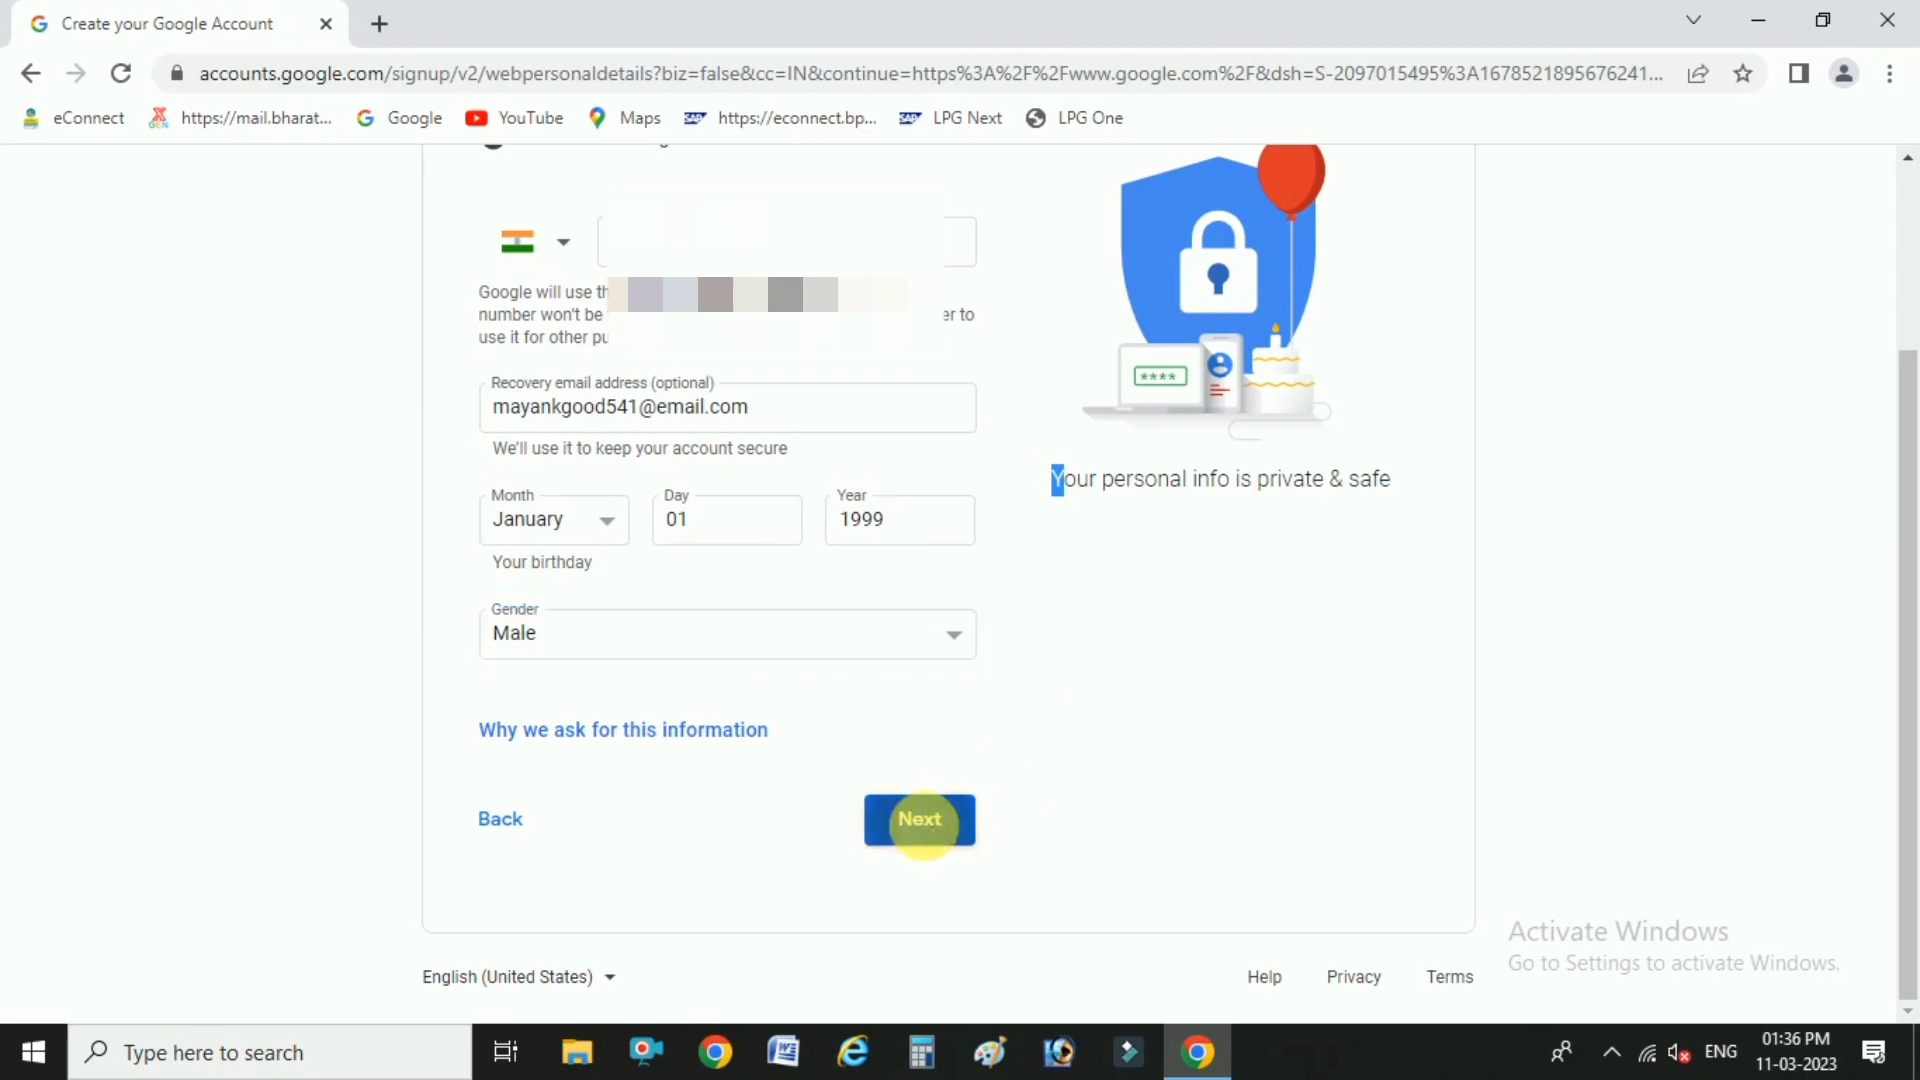 Create your Google Account
accounts.google.com/signup/v2/webpersonaldetails?biz=false&cc=IN&continue=https%3A%2F%2Fwww.google.com%2F&dsh=S-2097015495%3A1678521895676241...
eConnect
https://mail.bharat...
Google
YouTube
Maps
https://econnect.bp...
LPG Next
LPG One
Google will use th
number won't be er to
use it for other pu
Recovery email address (optional)
mayankgood541@email.com
We'll use it to keep your account secure
Month
January
Day
01
Year
1999
Your birthday
Gender
Male
Why we ask for this information
Back
Next
****
Your personal info is private & safe
English (United States)
Help
Privacy
Terms
Activate Windows
Go to Settings to activate Windows.
Type here to search
ENG
01:36 PM
11-03-2023